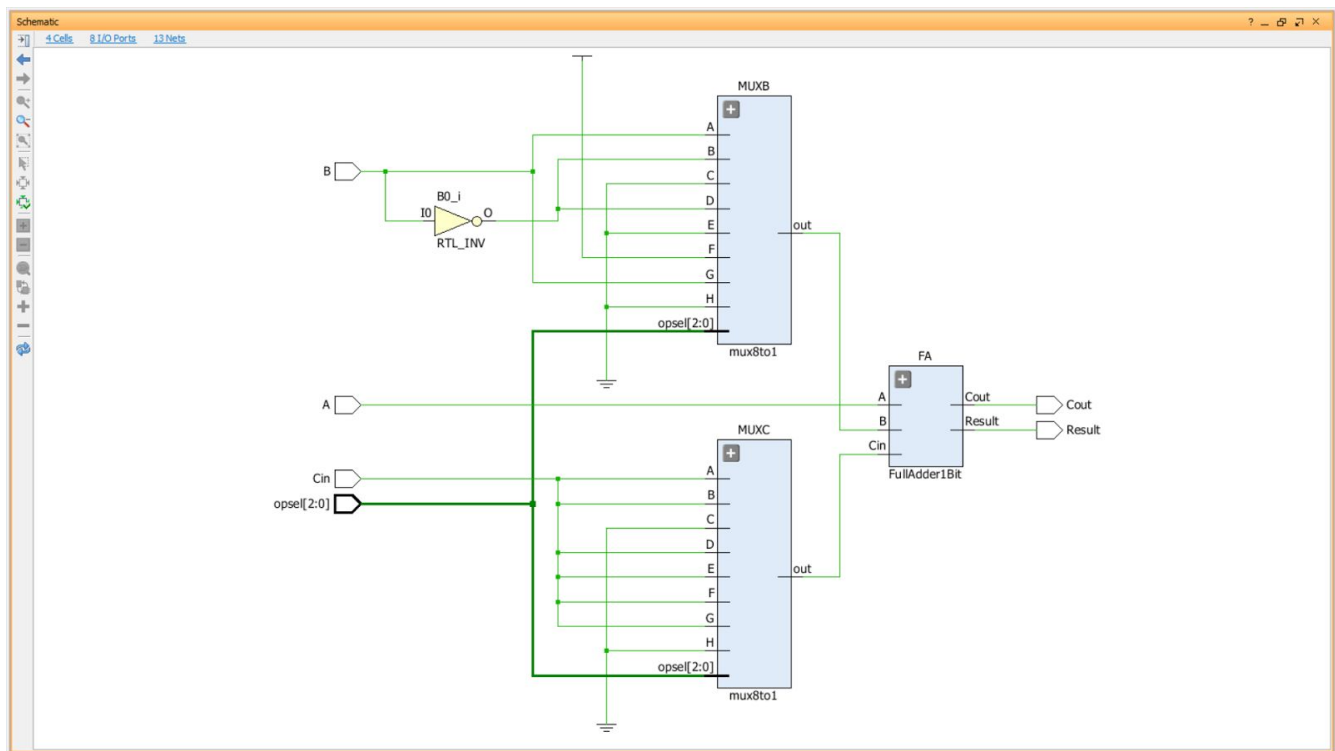 Schematic
? _ ×
4 Cells 8 I/O Ports 13 Nets
MUXB
A
B
B
C
B0_i
I0 O
D
RTL_INV
E out
F
G
H
opsel[2:0]
mux8to1
FA
A A Cout Cout
B Result Result
MUXC
Cin
FullAdder1Bit
Cin A
opsel[2:0] B
C
D
E out
F
G
H
opsel[2:0]
mux8to1